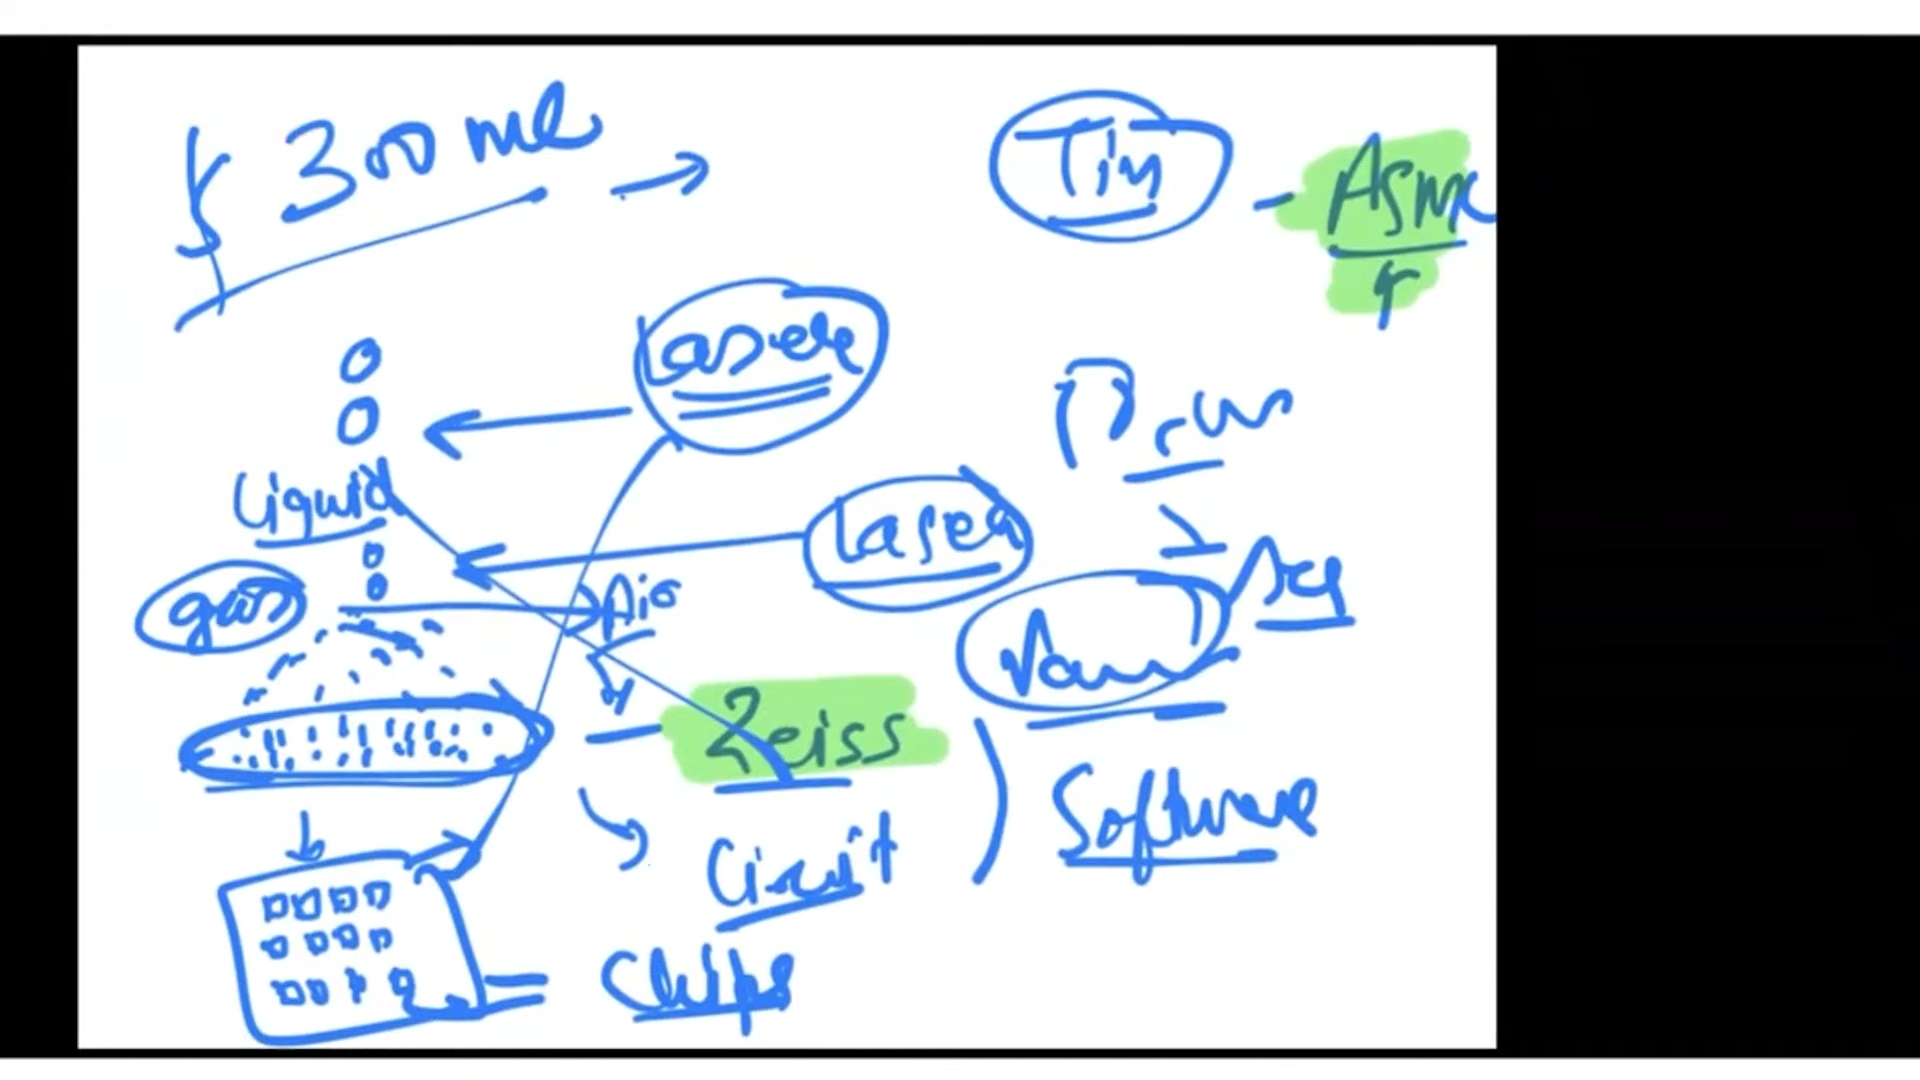 $ 300 ml
Tin - ASML
Laser
Liquid
Laser
gas
Air
Zeiss
Software
Circuit
Chips